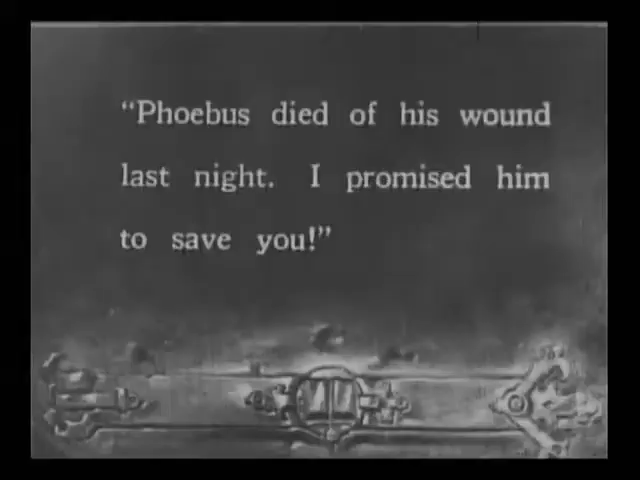 “Phoebus died of his wound
last night. I promised him
to save you!”